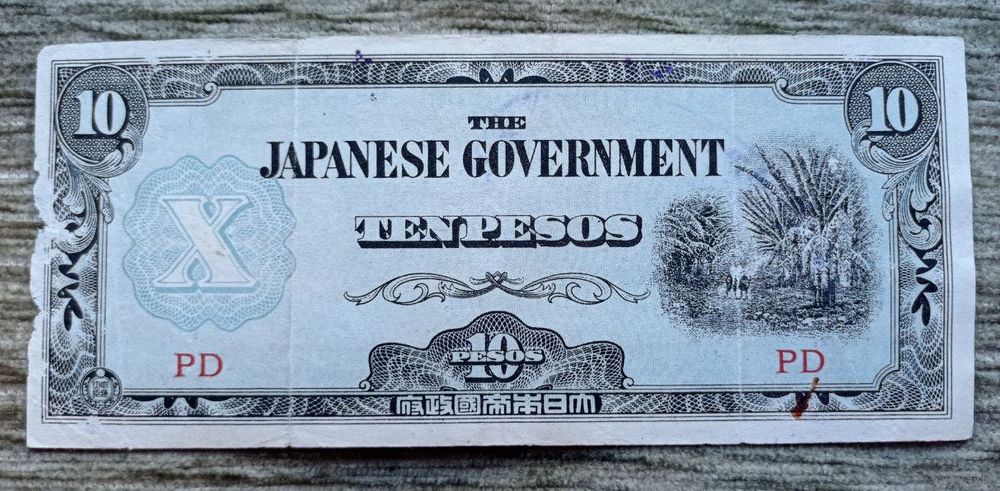 10 10
THE
JAPANESE GOVERNMENT
TEN PESOS
X
10
PESOS
PD PD
大日本帝國政府